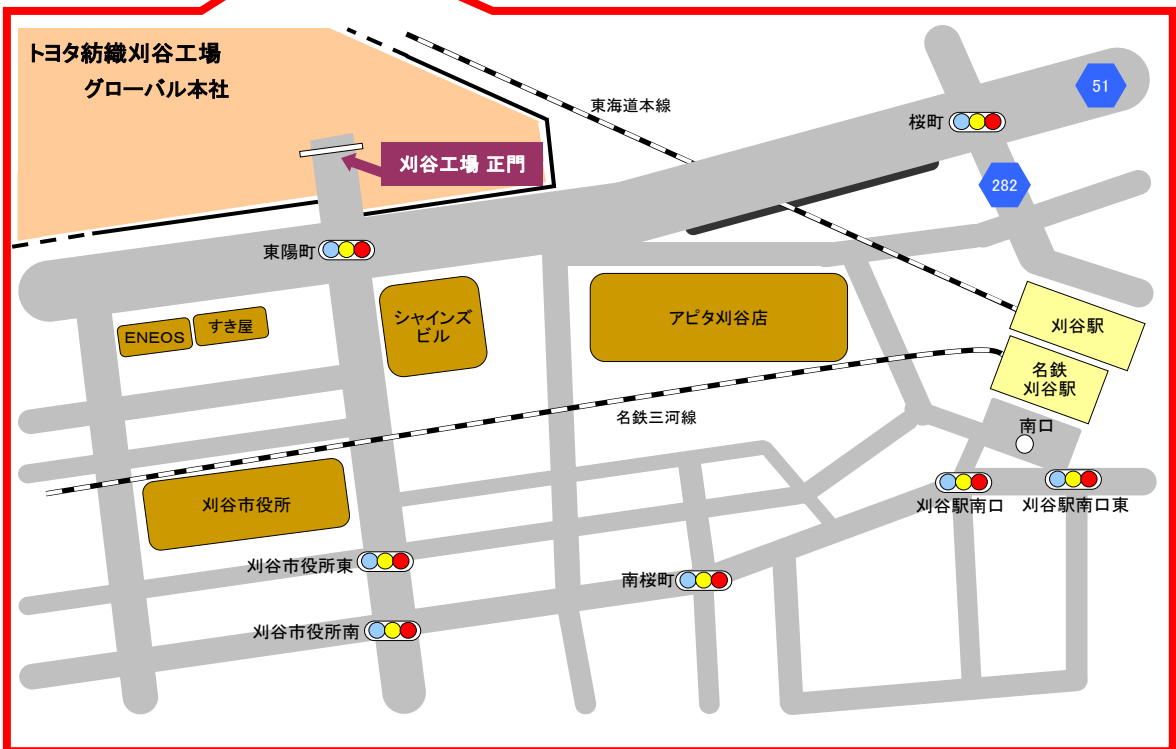 トヨタ紡織刈谷工場
グローバル本社
東海道本線
51
桜町
刈谷工場 正門
282
東陽町
シャインズ
ビル
アピタ刈谷店
刈谷駅
ENEOS
すき屋
名鉄
刈谷駅
名鉄三河線
南口
刈谷市役所
刈谷駅南口
刈谷駅南口東
刈谷市役所東
南桜町
刈谷市役所南